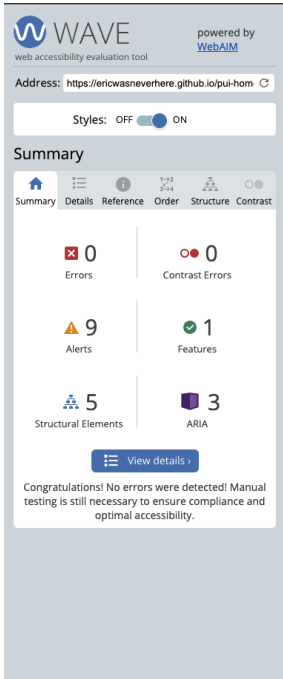 WAVE
web accessibility evaluation tool
powered by
WebAIM
Address: https://ericwasneverhere.github.io/pui-hom
Styles: OFF ON
Summary
Summary Details Reference Order Structure Contrast
0
Errors
0
Contrast Errors
9
Alerts
1
Features
5
Structural Elements
3
ARIA
View details ›
Congratulations! No errors were detected! Manual
testing is still necessary to ensure compliance and
optimal accessibility.